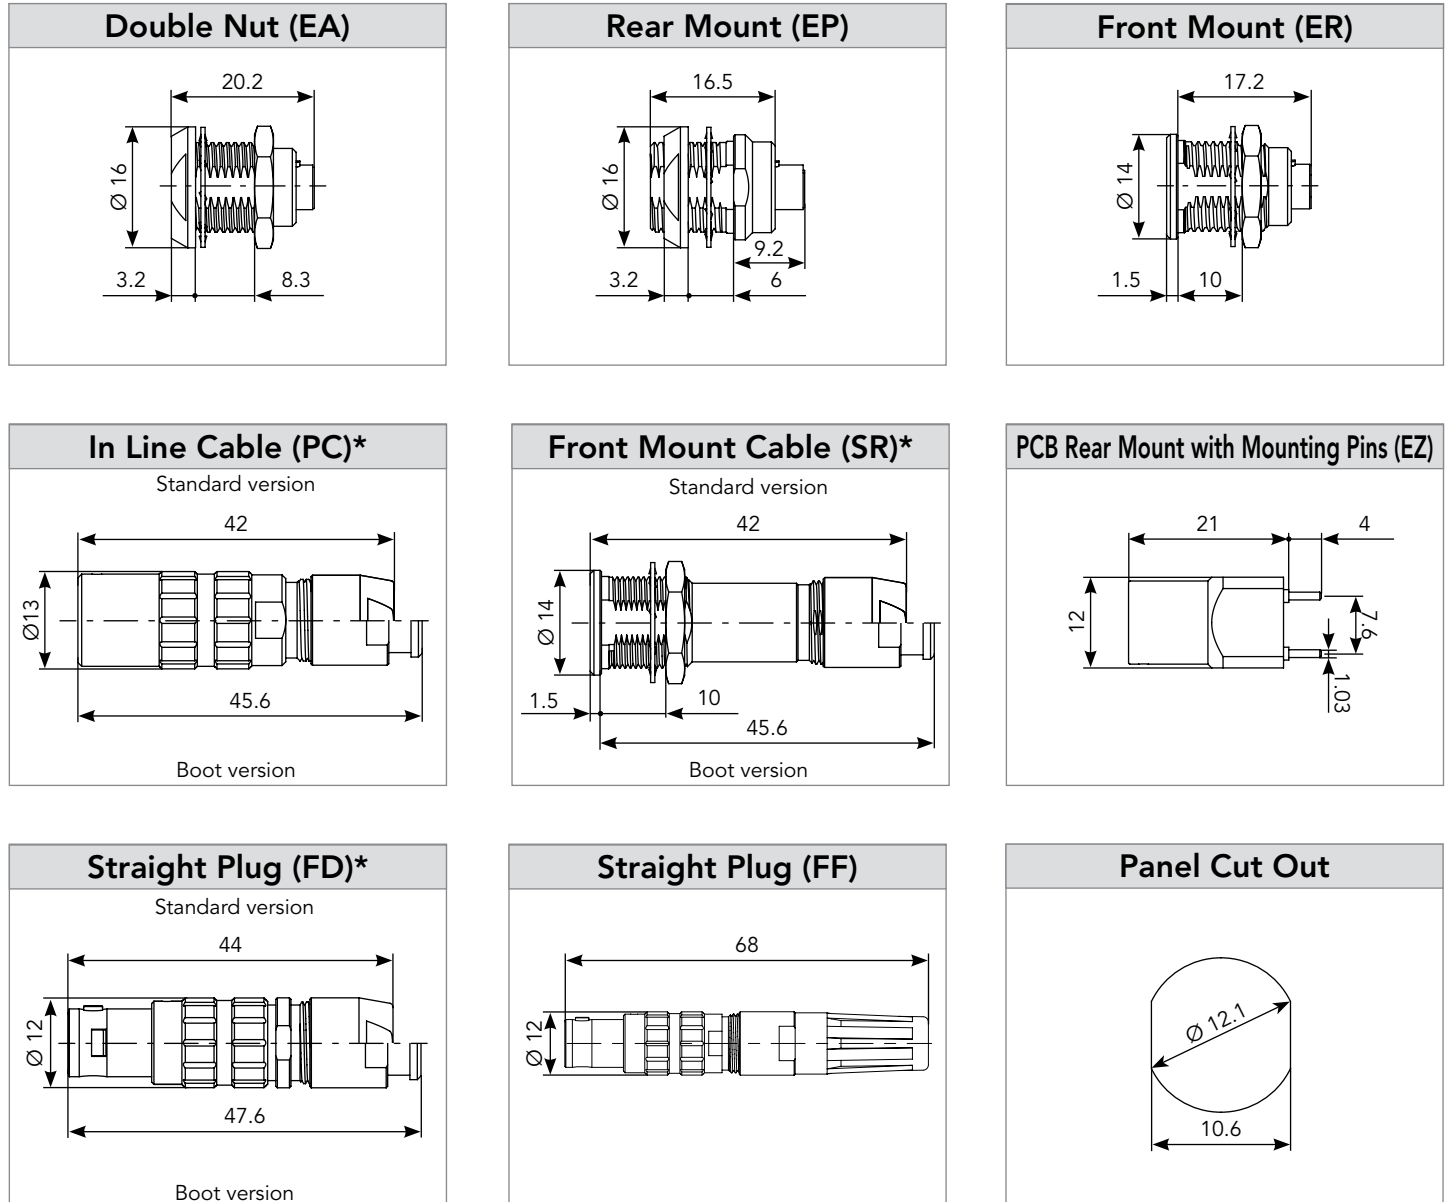 Double Nut (EA)
20.2
Ø 16
3.2
8.3
Rear Mount (EP)
16.5
Ø 16
9.2
3.2
6
Front Mount (ER)
17.2
Ø 14
1.5
10
In Line Cable (PC)*
Standard version
42
Ø13
45.6
Boot version
Front Mount Cable (SR)*
Standard version
42
Ø 14
1.5
10
45.6
Boot version
PCB Rear Mount with Mounting Pins (EZ)
21
4
12
7.6
1.03
Straight Plug (FD)*
Standard version
44
Ø 12
47.6
Boot version
Straight Plug (FF)
68
Ø 12
Panel Cut Out
Ø 12.1
10.6